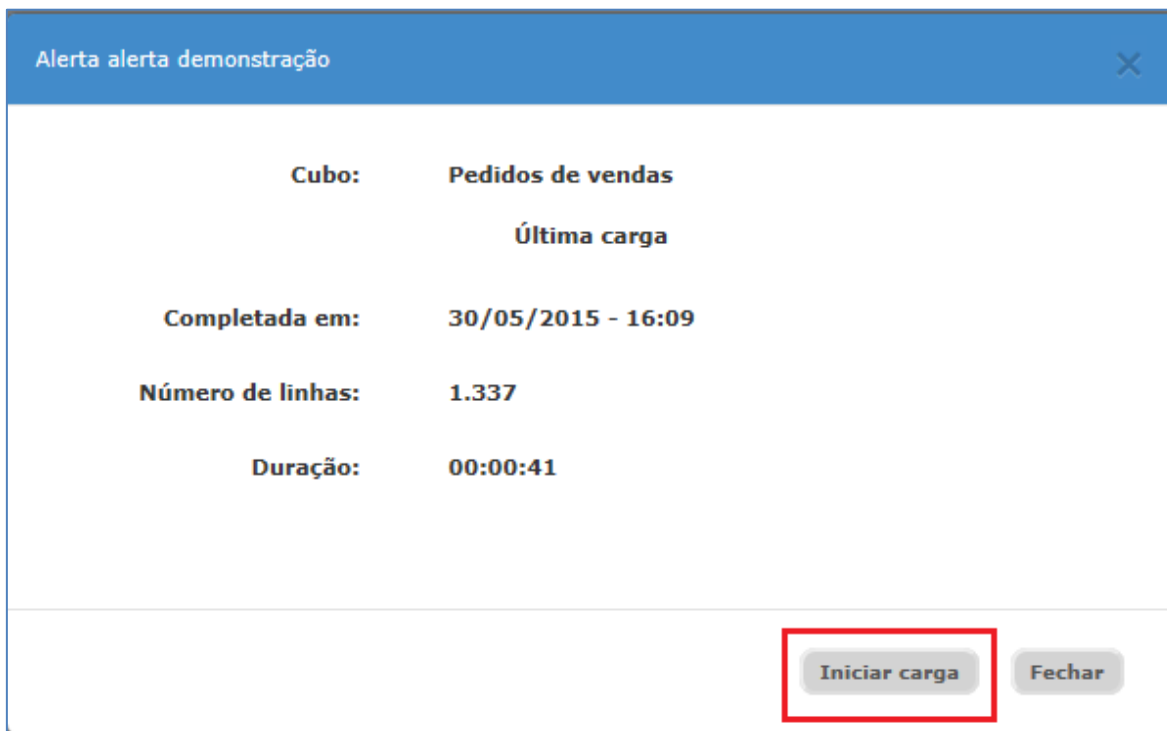 Alerta alerta demonstração
Cubo: Pedidos de vendas
Última carga
Completada em: 30/05/2015 - 16:09
Número de linhas: 1.337
Duração: 00:00:41
Iniciar carga Fechar